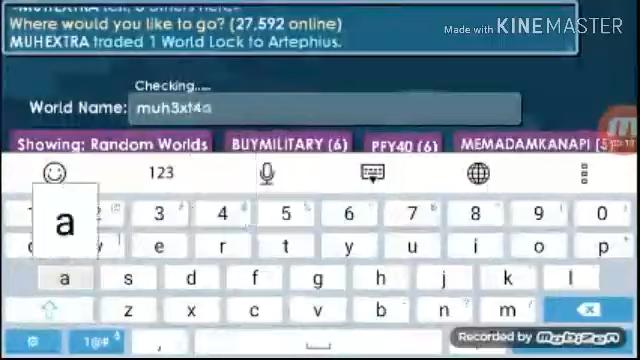 Where would you like to go? (27,592 online)
MUHEXTRA traded 1 World Lock to Artephius.
Made with KINEMASTER
Checking.....
World Name: muh3xt4a
Showing: Random Worlds
BUYMILITARY (6)
PFY40 (6)
MEMADAMKANAPI (5)
123
a
3 4 5 6 7 8 9 0
e r t y u i o p
a s d f g h j k l
z x c v b n m
1@# ,
Recorded by Mobizen